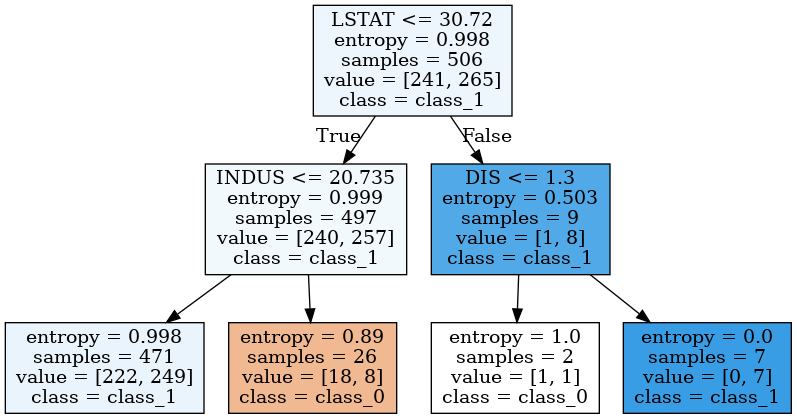 LSTAT <= 30.72
entropy = 0.998
samples = 506
value = [241, 265]
class = class_1
True
False
INDUS <= 20.735
entropy = 0.999
samples = 497
value = [240, 257]
class = class_1
DIS <= 1.3
entropy = 0.503
samples = 9
value = [1, 8]
class = class_1
entropy = 0.998
samples = 471
value = [222, 249]
class = class_1
entropy = 0.89
samples = 26
value = [18, 8]
class = class_0
entropy = 1.0
samples = 2
value = [1, 1]
class = class_0
entropy = 0.0
samples = 7
value = [0, 7]
class = class_1